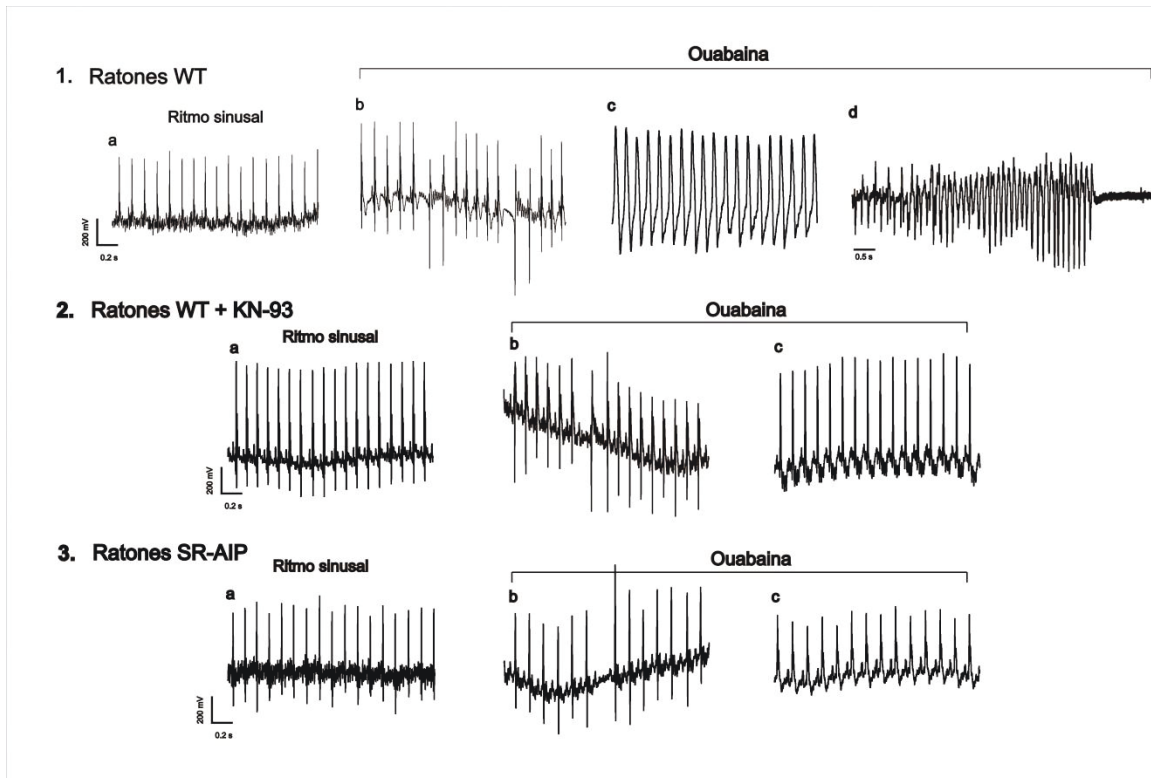 Ouabaina
1. Ratones WT
Ritmo sinusal
a
b
c
d
200 mV
0.2 s
0.5 s
2. Ratones WT + KN-93
Ouabaina
Ritmo sinusal
a
b
c
200 mV
0.2 s
3. Ratones SR-AIP
Ouabaina
Ritmo sinusal
a
b
c
200 mV
0.2 s